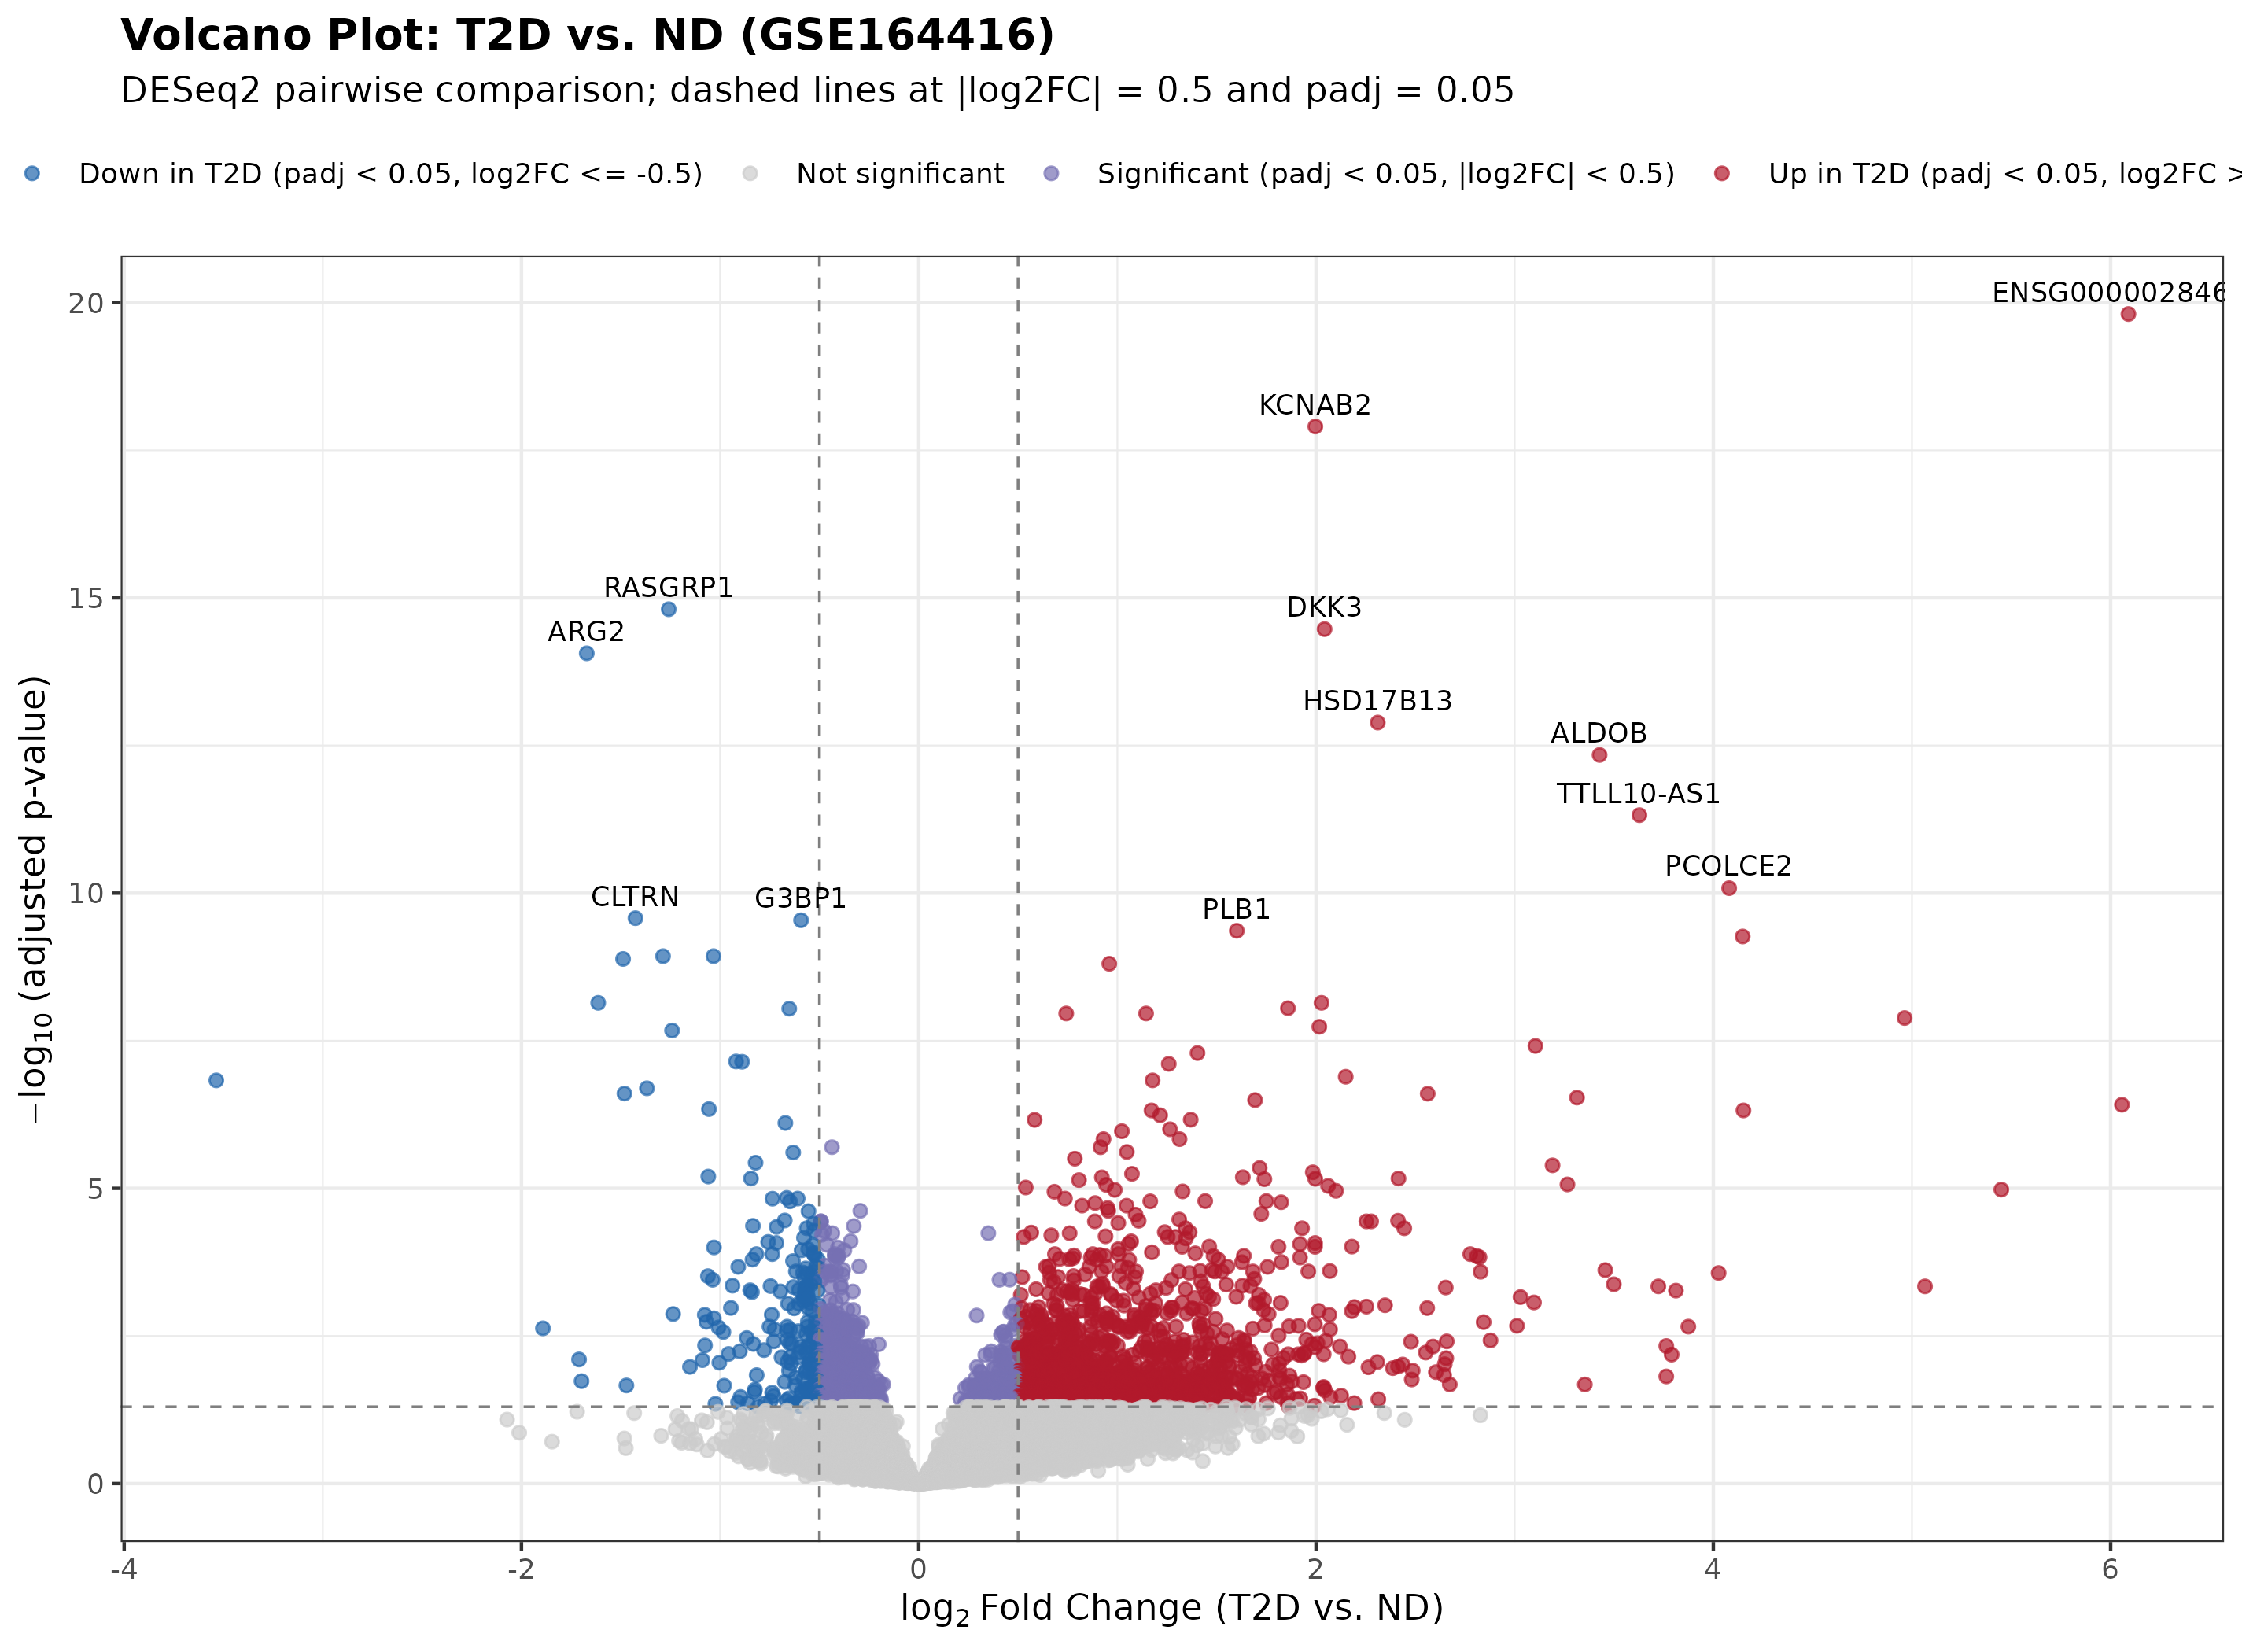 Volcano Plot: T2D vs. ND (GSE164416)
DESeq2 pairwise comparison; dashed lines at |log2FC| = 0.5 and padj = 0.05
Down in T2D (padj < 0.05, log2FC <= -0.5) Not significant Significant (padj < 0.05, |log2FC| < 0.5) Up in T2D (padj < 0.05, log2FC >
ENSG000002846
20
KCNAB2
RASGRP1
15
DKK3
ARG2
HSD17B13
ALDOB
TTLL10-AS1
PCOLCE2
10
CLTRN
G3BP1
PLB1
5
0
−log10 (adjusted p-value)
-4 -2 0 2 4 6
log2 Fold Change (T2D vs. ND)